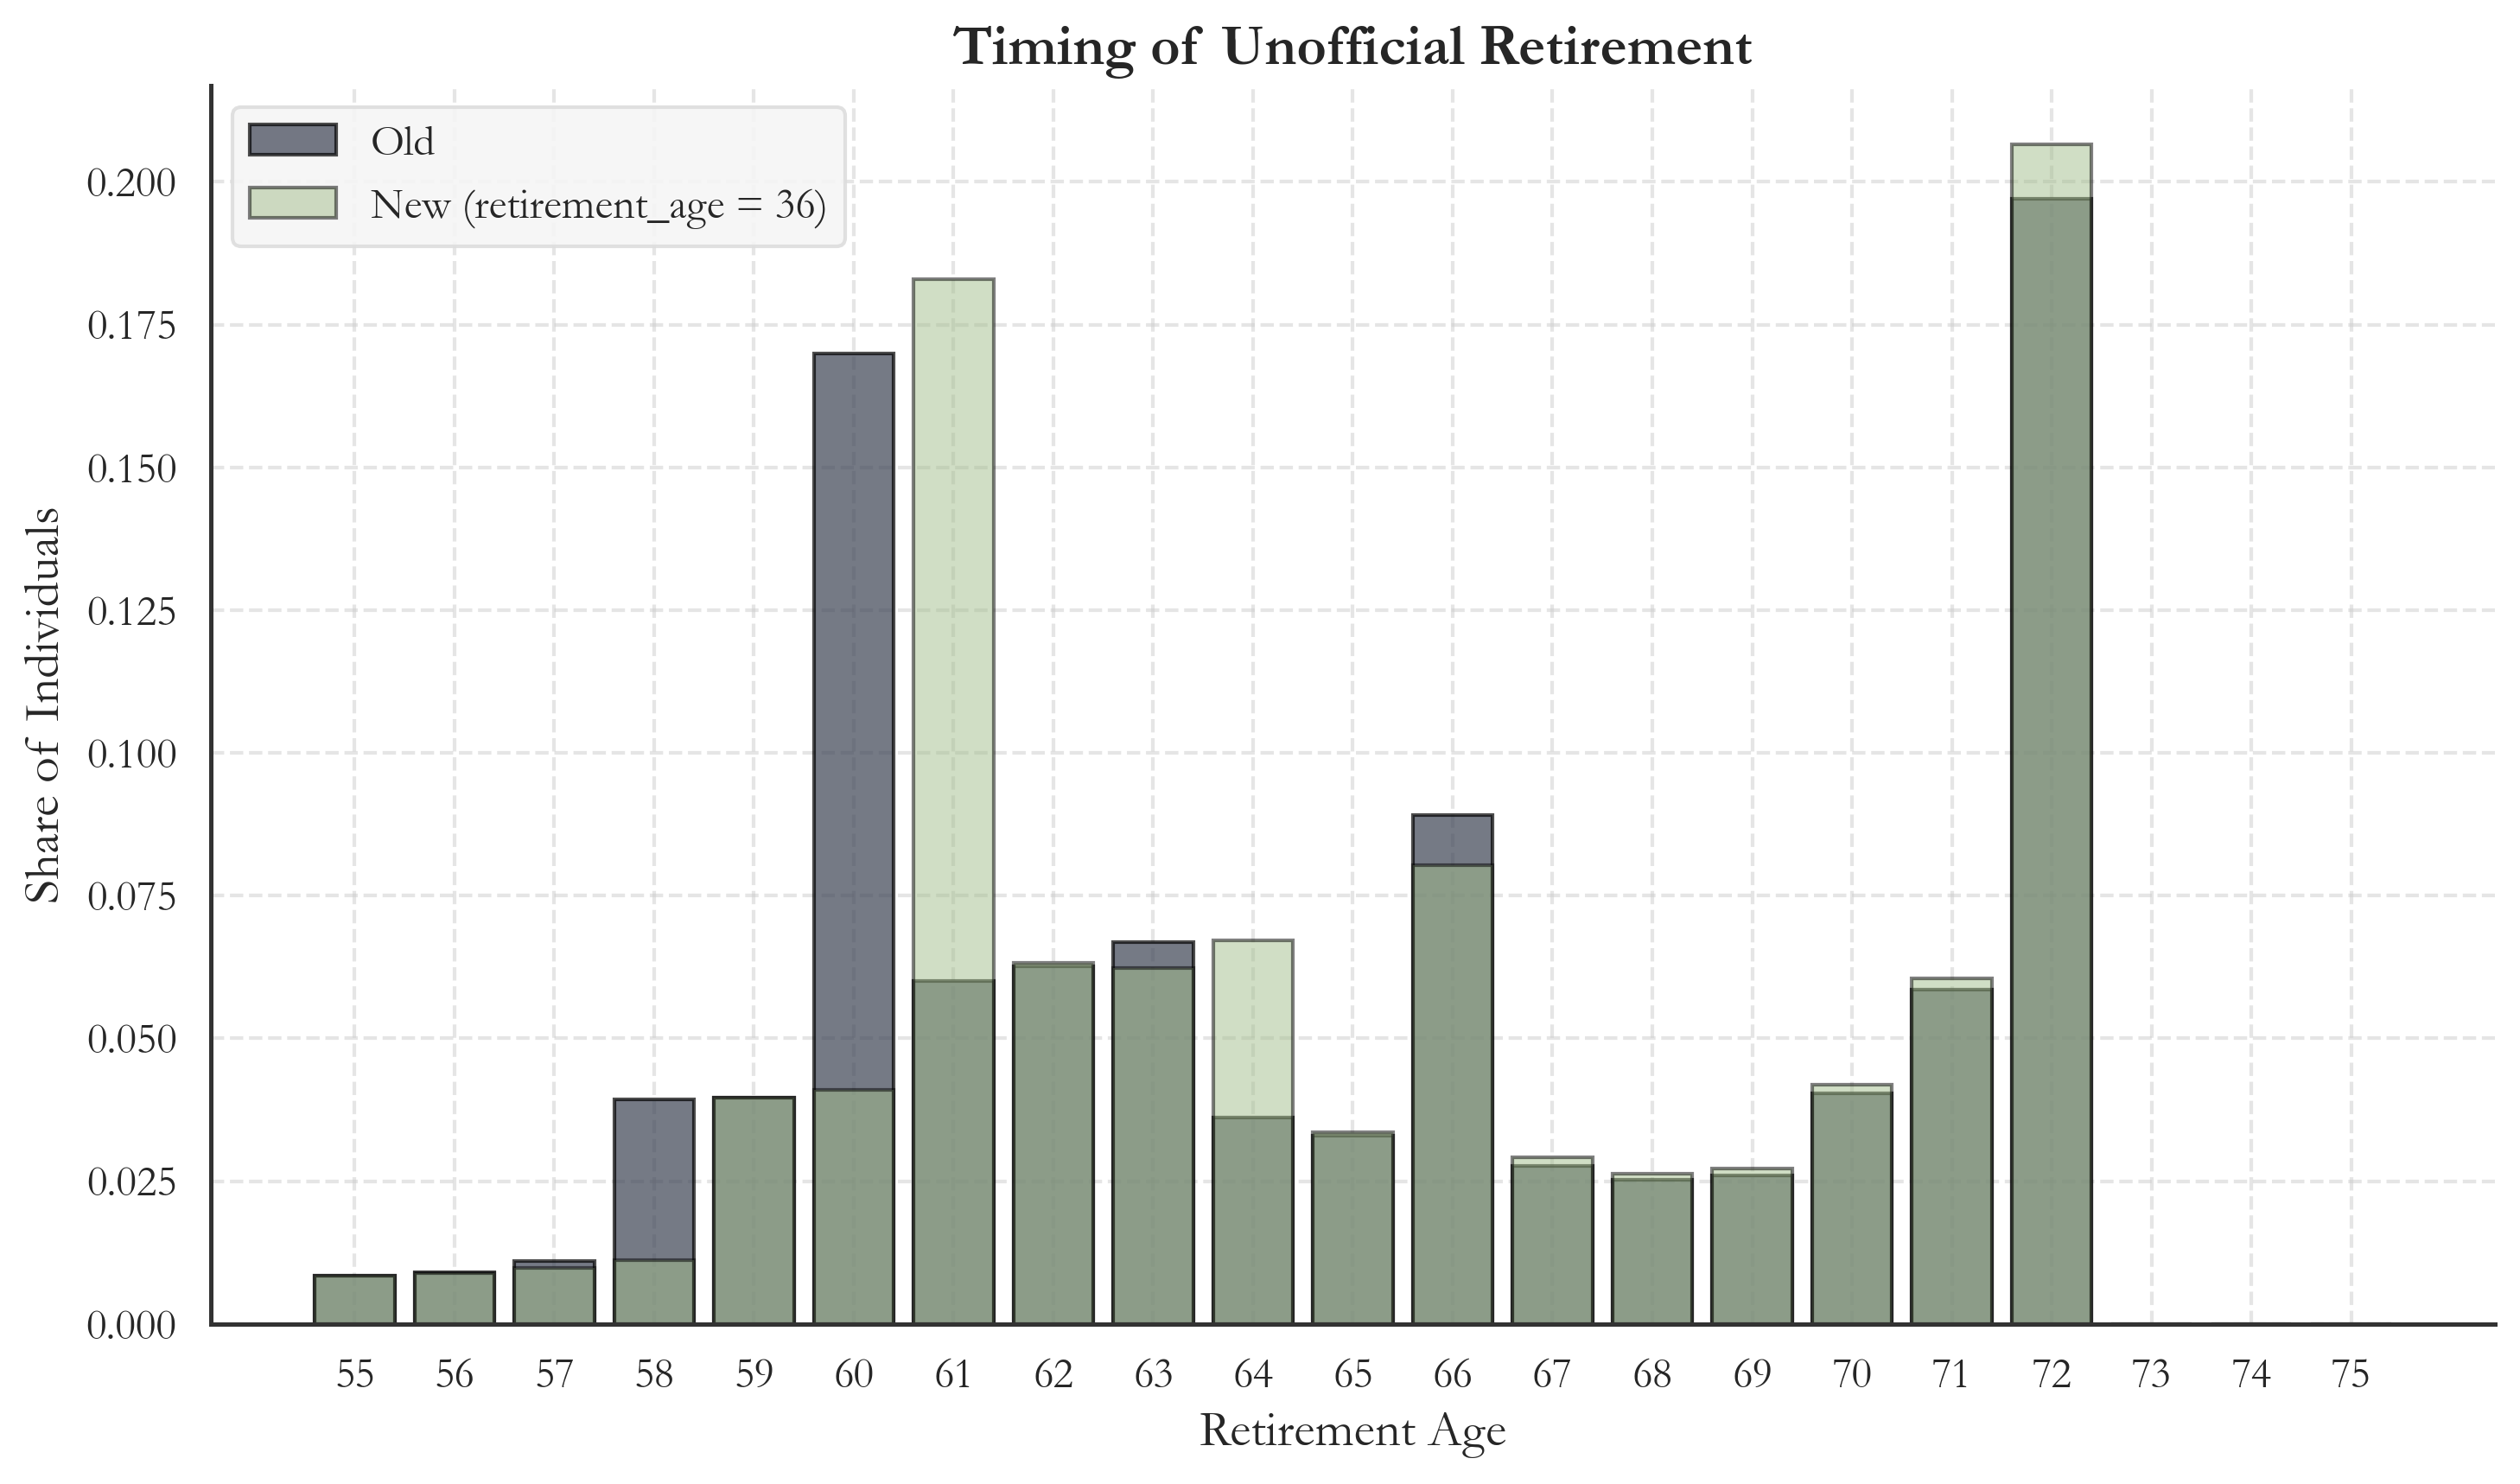 Timing of Unofficial Retirement
Old
New (retirement_age = 36)
Share of Individuals
0.200
0.175
0.150
0.125
0.100
0.075
0.050
0.025
0.000
55 56 57 58 59 60 61 62 63 64 65 66 67 68 69 70 71 72 73 74 75
Retirement Age